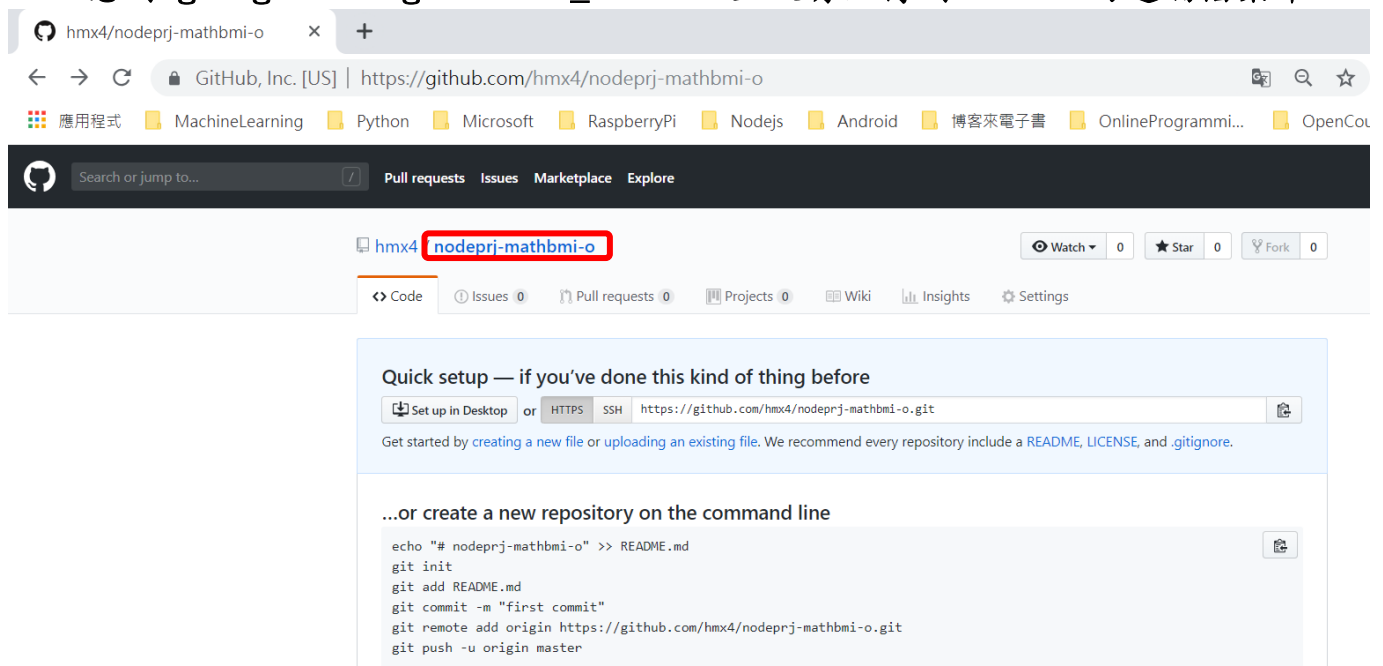 hmx4/nodeprj-mathbmi-o
GitHub, Inc. [US] | https://github.com/hmx4/nodeprj-mathbmi-o
應用程式 MachineLearning Python Microsoft RaspberryPi Nodejs Android 博客來電子書 OnlineProgrammi... OpenCou
Search or jump to... / Pull requests Issues Marketplace Explore
hmx4 / nodeprj-mathbmi-o Watch 0 Star 0 Fork 0
Code Issues 0 Pull requests 0 Projects 0 Wiki Insights Settings
Quick setup — if you've done this kind of thing before
Set up in Desktop or HTTPS SSH https://github.com/hmx4/nodeprj-mathbmi-o.git
Get started by creating a new file or uploading an existing file. We recommend every repository include a README, LICENSE, and .gitignore.
...or create a new repository on the command line
echo "# nodeprj-mathbmi-o" >> README.md
git init
git add README.md
git commit -m "first commit"
git remote add origin https://github.com/hmx4/nodeprj-mathbmi-o.git
git push -u origin master